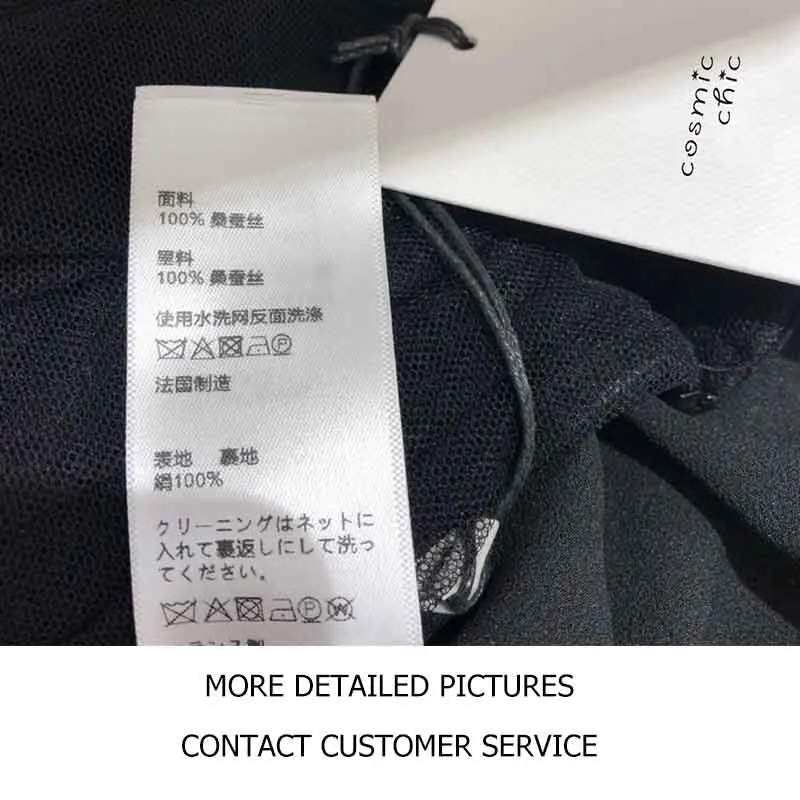 cosmic
chic
面料
100% 桑蚕丝
里料
100% 桑蚕丝
使用水洗网反面洗涤
法国制造
表地 裏地
絹100%
クリーニングはネットに
入れて裏返しにして洗っ
てください。
MORE DETAILED PICTURES
CONTACT CUSTOMER SERVICE